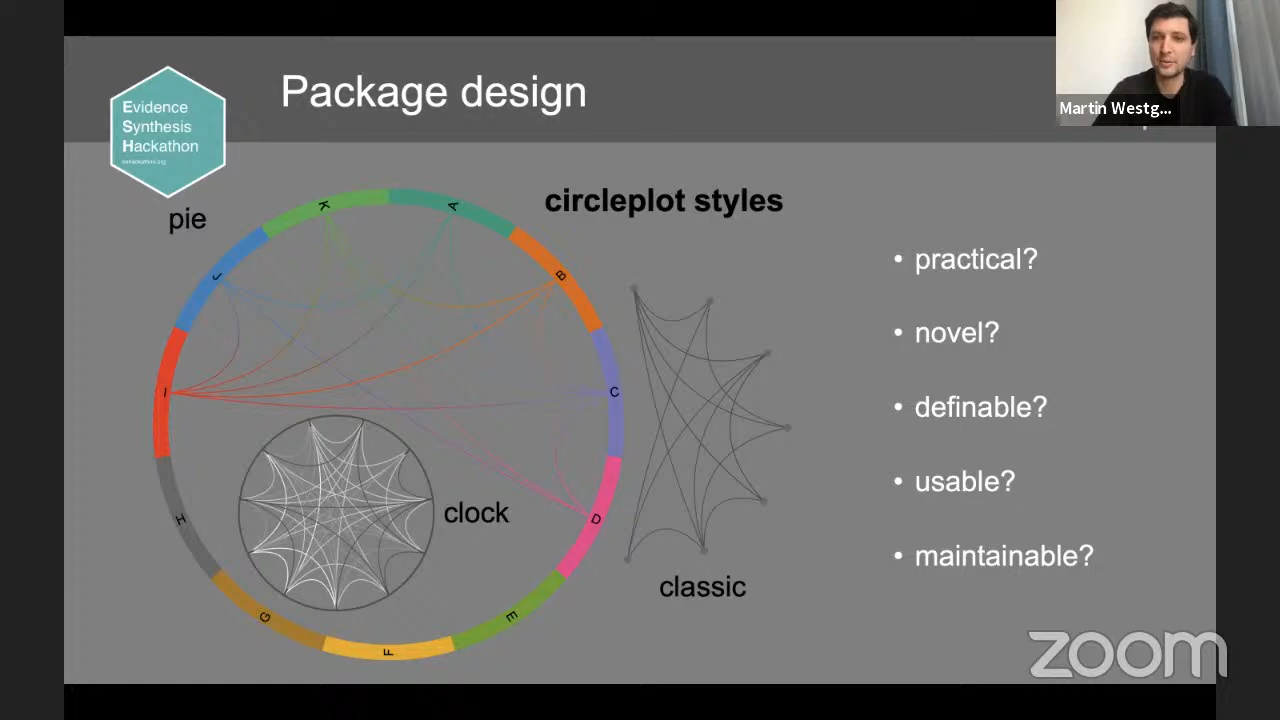 Package design
Evidence
Synthesis
Hackathon
Martin Westg...
pie
circleplot styles
K
A
J
B
I
C
H
D
G
E
F
clock
classic
• practical?
• novel?
• definable?
• usable?
• maintainable?
zoom